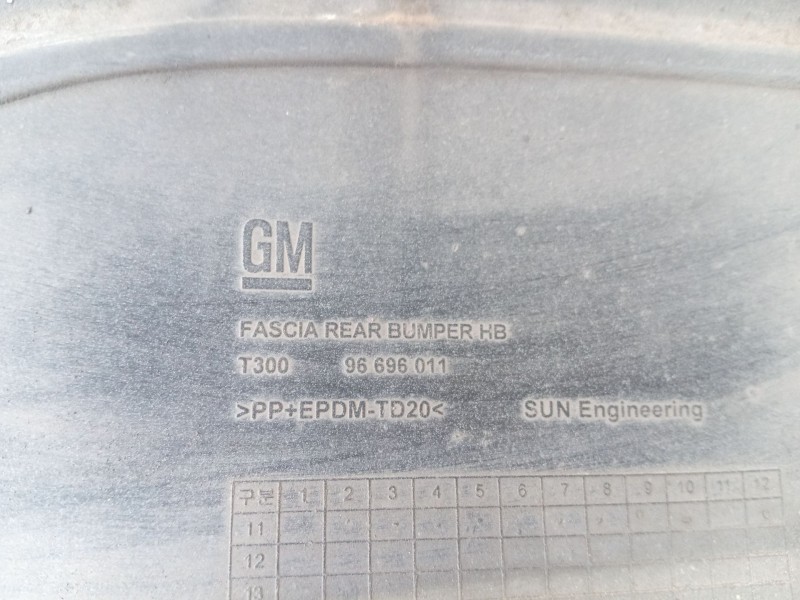 GM
FASCIA REAR BUMPER HB
T300 96 696 011
>PP+EPDM-TD20< SUN Engineering
구분 1 2 3 4 5 6 7 8 9 10 11 12
11
12
13